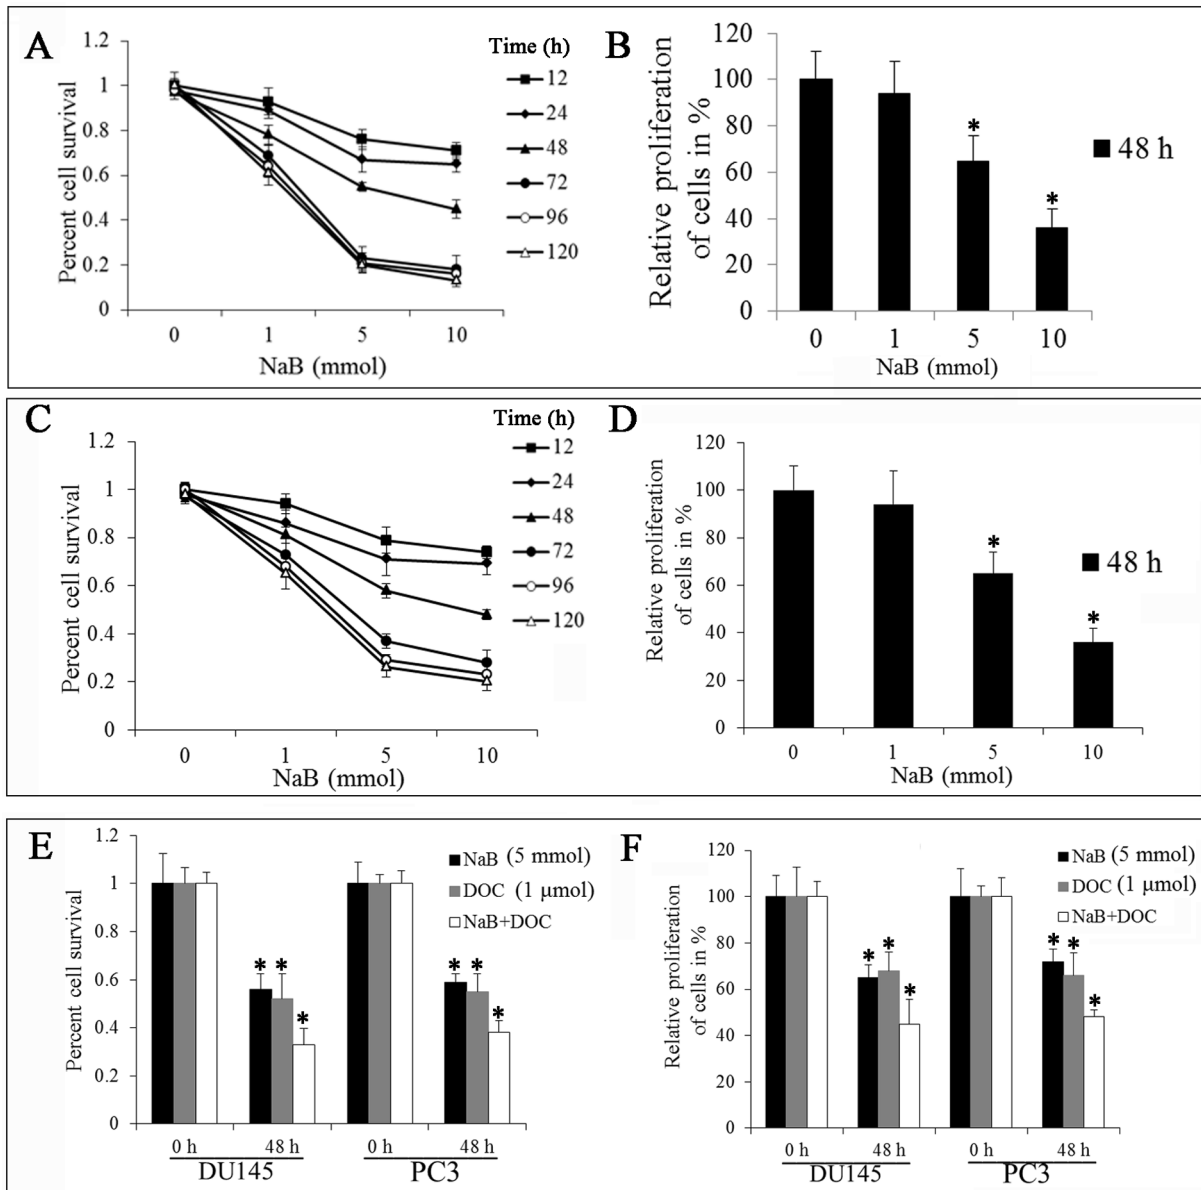 A
Percent cell survival
1.2
1
0.8
0.6
0.4
0.2
0
0 1 5 10
NaB (mmol)
Time (h)
12
24
48
72
96
120
B
Relative proliferation
of cells in %
120
100
80
60
40
20
0
* *
0 1 5 10
NaB (mmol)
48 h
C
Percent cell survival
1.2
1
0.8
0.6
0.4
0.2
0
0 1 5 10
NaB (mmol)
Time (h)
12
24
48
72
96
120
D
Relative proliferation
of cells in %
120
100
80
60
40
20
0
* *
0 1 5 10
NaB (mmol)
48 h
E
Percent cell survival
1.2
1
0.8
0.6
0.4
0.2
0
NaB (5 mmol)
DOC (1 μmol)
NaB+DOC
* * * * * *
0 h 48 h 0 h 48 h
DU145 PC3
F
Relative proliferation
of cells in %
120
100
80
60
40
20
0
NaB (5 mmol)
DOC (1 μmol)
NaB+DOC
* * * * * *
0 h 48 h 0 h 48 h
DU145 PC3